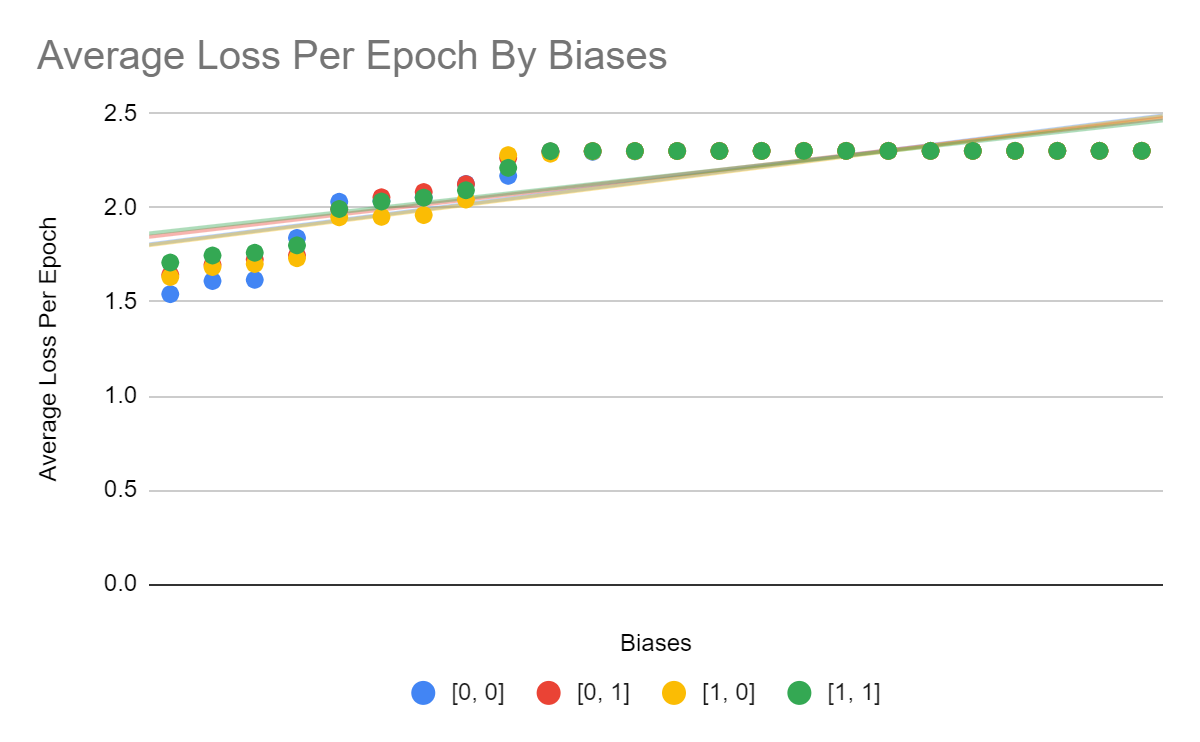 Average Loss Per Epoch By Biases
Average Loss Per Epoch
2.5
2.0
1.5
1.0
0.5
0.0
Biases
[0, 0] [0, 1] [1, 0] [1, 1]